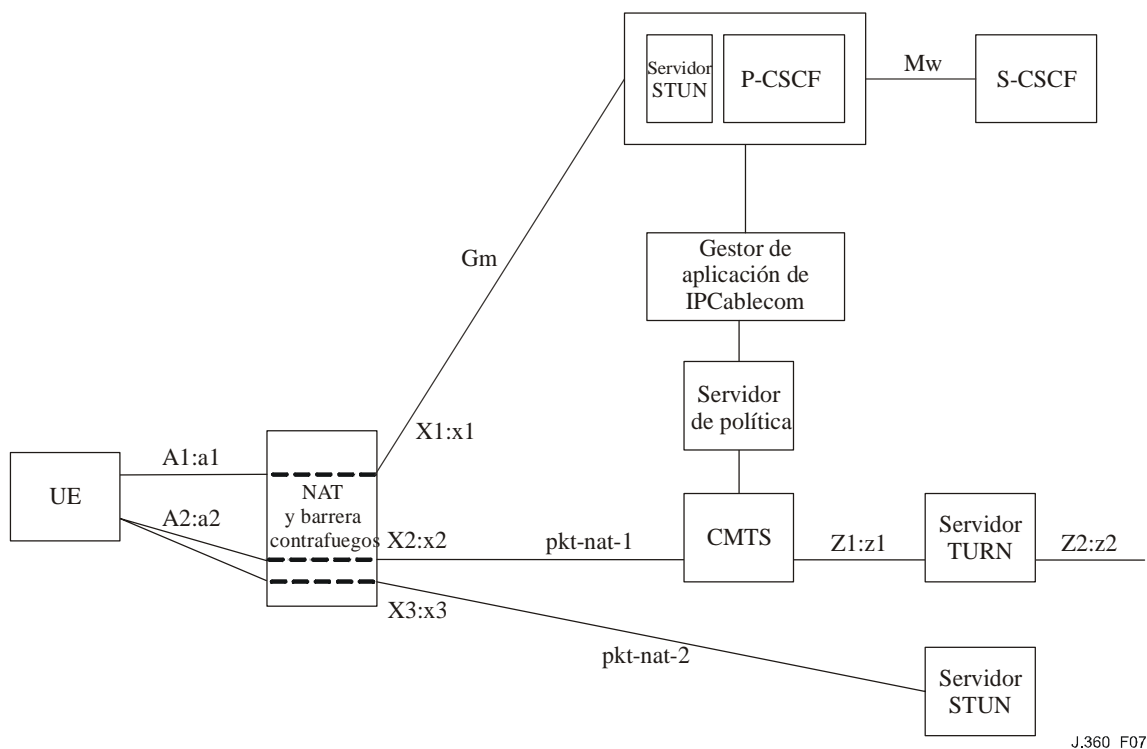 Servidor
STUN
P-CSCF
Mw
S-CSCF
Gm
Gestor de
aplicación de
IPCablecom
Servidor
de política
X1:x1
A1:a1
UE
NAT
y barrera
contrafuegos
A2:a2
X2:x2
pkt-nat-1
CMTS
Z1:z1
Servidor
TURN
Z2:z2
X3:x3
pkt-nat-2
Servidor
STUN
J.360_F07